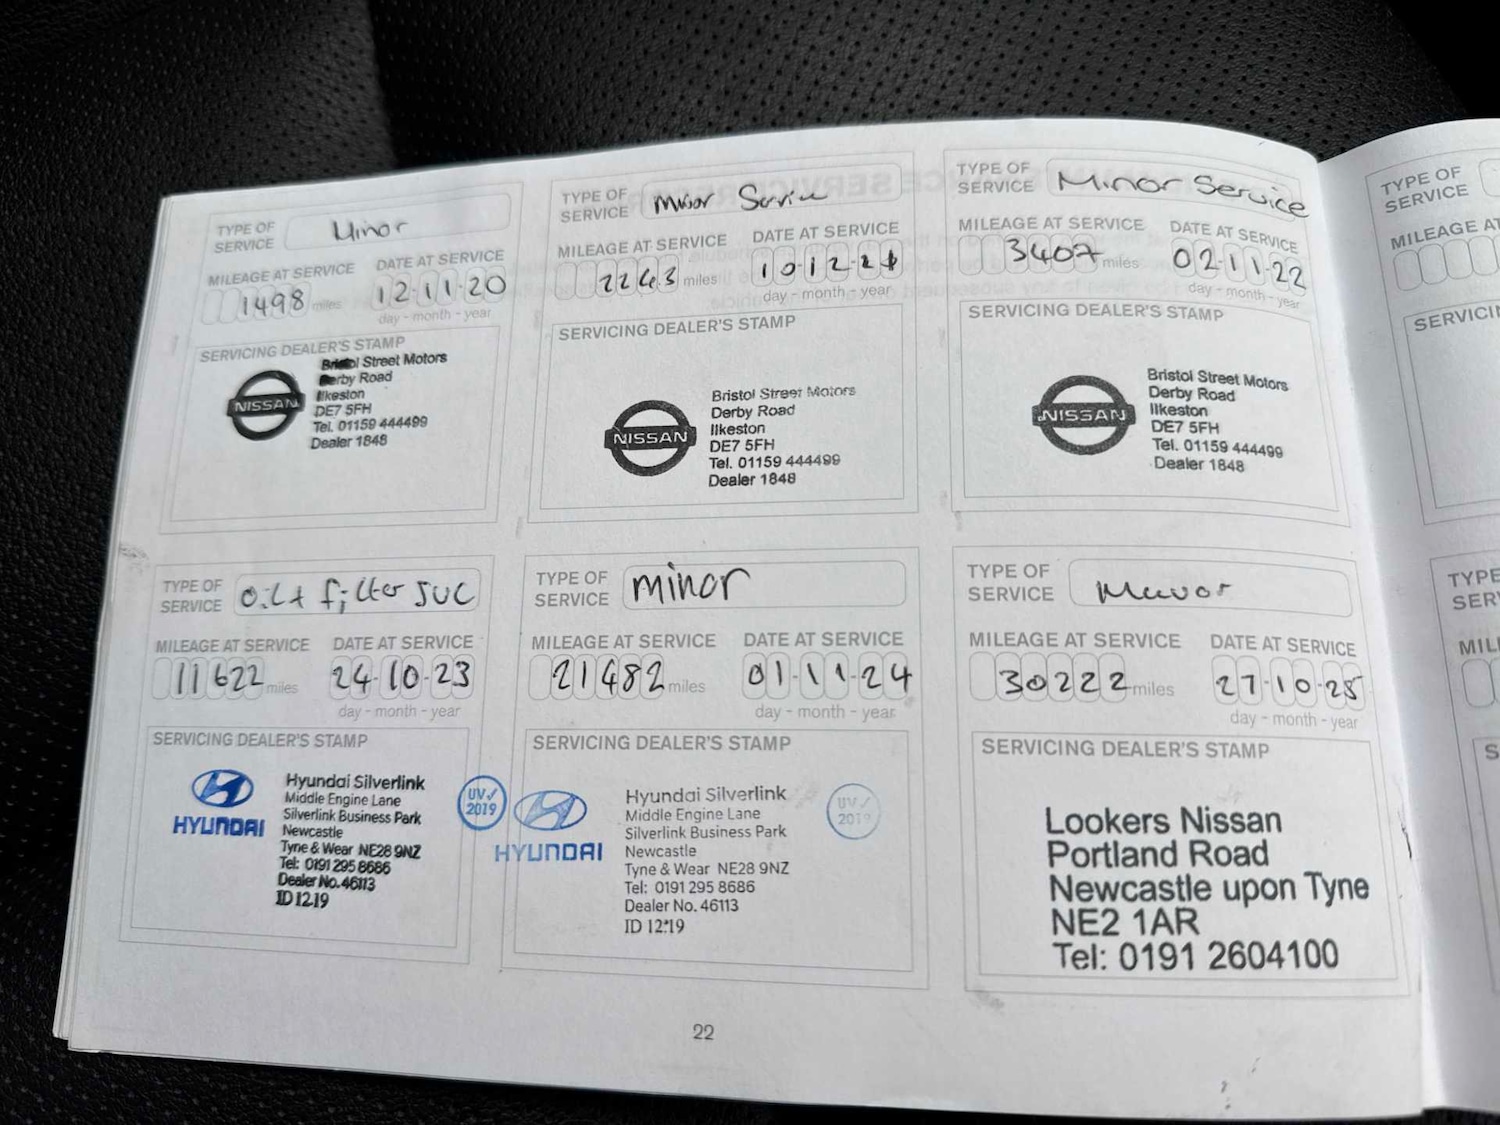 TYPE OF
SERVICE
Minor
MILEAGE AT SERVICE
DATE AT SERVICE
1498 miles
12-11-20
day - month - year
SERVICING DEALER'S STAMP
NISSAN
Bristol Street Motors
Derby Road
Ilkeston
DE7 5FH
Tel. 01159 444499
Dealer 1848
TYPE OF
SERVICE
Minor Service
MILEAGE AT SERVICE
DATE AT SERVICE
2263 miles
10-12-21
day - month - year
SERVICING DEALER'S STAMP
NISSAN
Bristol Street Motors
Derby Road
Ilkeston
DE7 5FH
Tel. 01159 444499
Dealer 1848
TYPE OF
SERVICE
Minor Service
MILEAGE AT SERVICE
DATE AT SERVICE
3407 miles
02-11-22
day - month - year
SERVICING DEALER'S STAMP
NISSAN
Bristol Street Motors
Derby Road
Ilkeston
DE7 5FH
Tel. 01159 444499
Dealer 1848
TYPE OF
SERVICE
MILEAGE AT
SERVICI
TYPE OF
SERVICE
Oil + filter SVC
MILEAGE AT SERVICE
DATE AT SERVICE
11622 miles
24-10-23
day - month - year
SERVICING DEALER'S STAMP
HYUNDAI
Hyundai Silverlink
Middle Engine Lane
Silverlink Business Park
Newcastle
Tyne & Wear NE28 9NZ
Tel: 0191 295 8686
Dealer No. 46113
ID 12.19
UV✓
2019
TYPE OF
SERVICE
minor
MILEAGE AT SERVICE
DATE AT SERVICE
21482 miles
01-11-24
day - month - year
SERVICING DEALER'S STAMP
HYUNDAI
Hyundai Silverlink
Middle Engine Lane
Silverlink Business Park
Newcastle
Tyne & Wear NE28 9NZ
Tel: 0191 295 8686
Dealer No. 46113
ID 12:19
UV✓
2019
TYPE OF
SERVICE
MILEAGE AT SERVICE
DATE AT SERVICE
30222 miles
27-10-25
day - month - year
SERVICING DEALER'S STAMP
Lookers Nissan
Portland Road
Newcastle upon Tyne
NE2 1AR
Tel: 0191 2604100
TYPE
SER
MIL
S
22